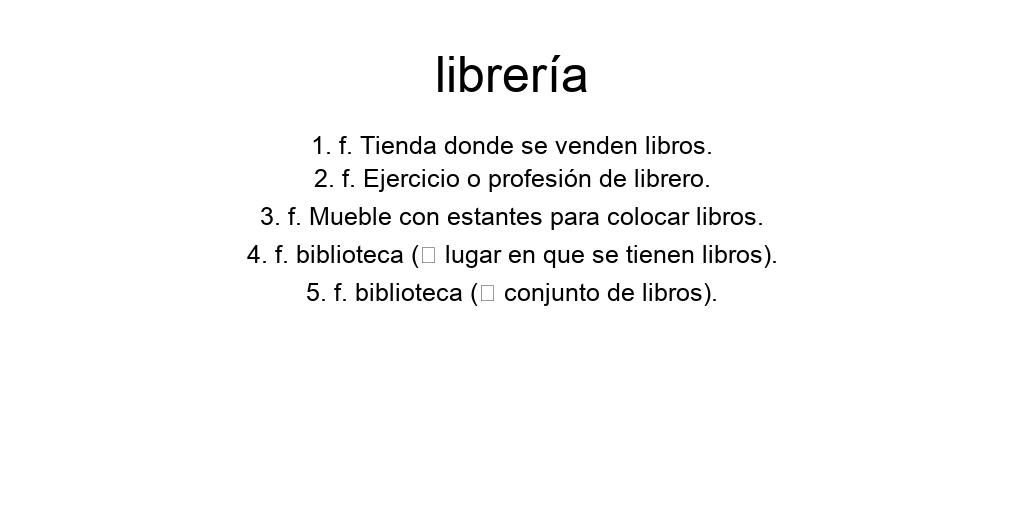 librería
1. f. Tienda donde se venden libros.
2. f. Ejercicio o profesión de librero.
3. f. Mueble con estantes para colocar libros.
4. f. biblioteca (□ lugar en que se tienen libros).
5. f. biblioteca (□ conjunto de libros).